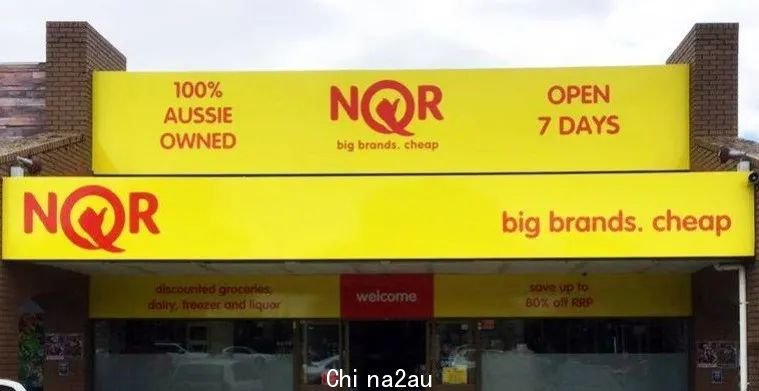 100%
AUSSIE
OWNED
NQR
big brands. cheap
OPEN
7 DAYS
NQR
big brands. cheap
discounted groceries,
dairy, freezer and liquor
welcome
save up to
80% off RRP
Chi na2au